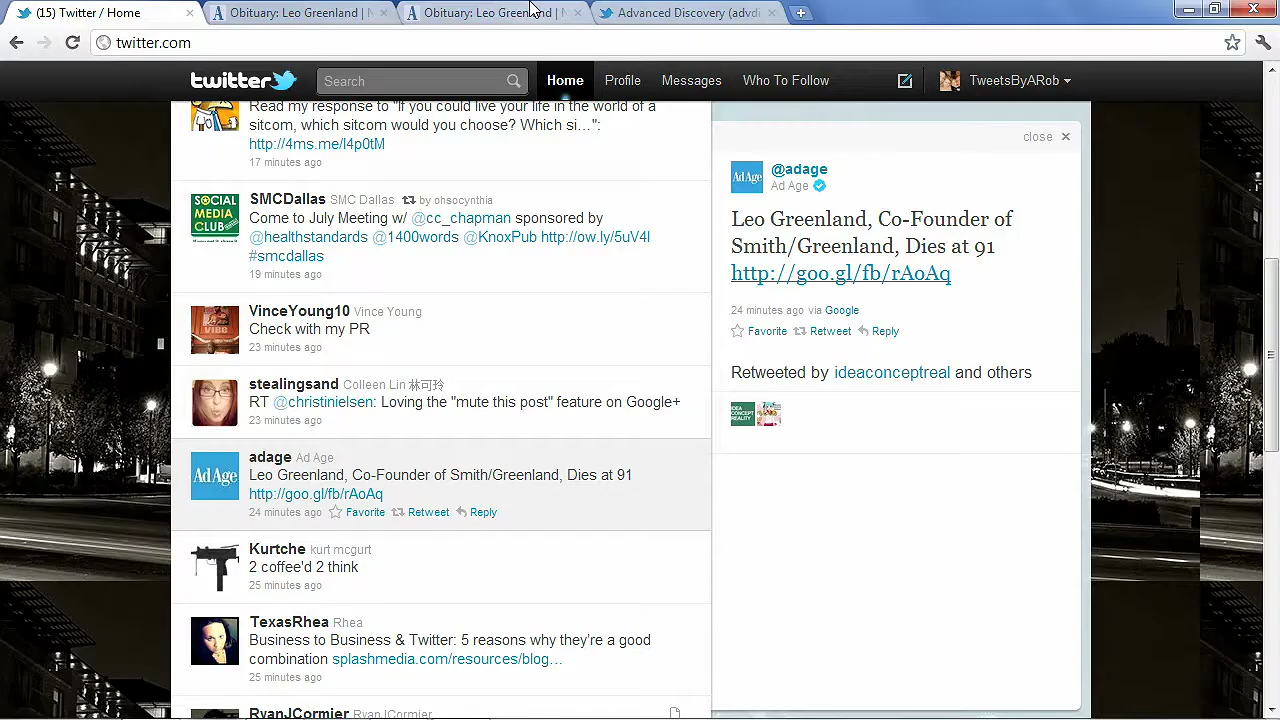 (15) Twitter / Home
Obituary: Leo Greenland | N
Obituary: Leo Greenland | N
Advanced Discovery (advdi
twitter.com
twitter
Search
Home
Profile
Messages
Who To Follow
TweetsByARob
Read my response to "If you could live your life in the world of a
sitcom, which sitcom would you choose? Which si...":
http://4ms.me/l4p0tM
17 minutes ago
SOCIAL
MEDIA
CLUB
SMCDallas SMC Dallas by ohsocynthia
Come to July Meeting w/ @cc_chapman sponsored by
@healthstandards @1400words @KnoxPub http://ow.ly/5uV4I
#smcdallas
19 minutes ago
VinceYoung10 Vince Young
Check with my PR
23 minutes ago
stealingsand Colleen Lin 林可玲
RT @christinielsen: Loving the "mute this post" feature on Google+
23 minutes ago
AdAge
adage Ad Age
Leo Greenland, Co-Founder of Smith/Greenland, Dies at 91
http://goo.gl/fb/rAoAq
24 minutes ago Favorite Retweet Reply
Kurtche kurt mcgurt
2 coffee'd 2 think
25 minutes ago
TexasRhea Rhea
Business to Business & Twitter: 5 reasons why they're a good
combination splashmedia.com/resources/blog...
25 minutes ago
RyanJCormier RyanJCormier
close
AdAge
@adage
Ad Age
Leo Greenland, Co-Founder of
Smith/Greenland, Dies at 91
http://goo.gl/fb/rAoAq
24 minutes ago via Google
Favorite Retweet Reply
Retweeted by ideaconceptreal and others
IDEA
CONCEPT
REALITY